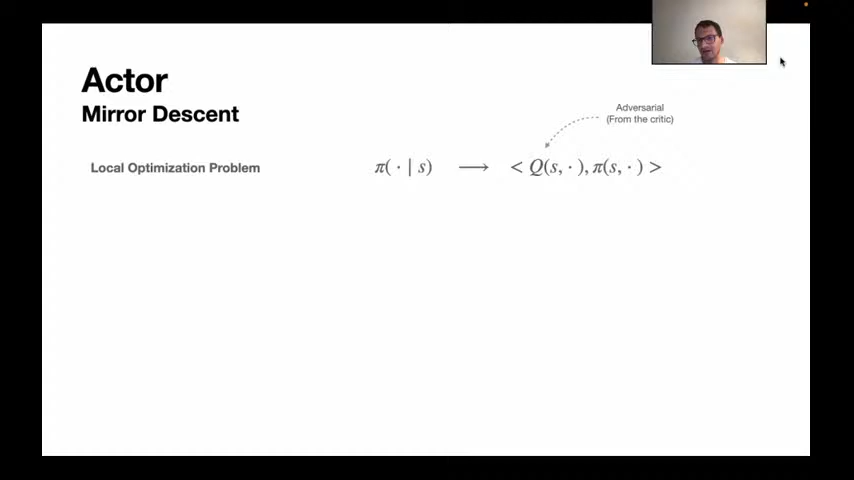 Actor
Mirror Descent
Adversarial
(From the critic)
Local Optimization Problem π( · | s) ⟶ < Q(s, · ), π(s, · ) >